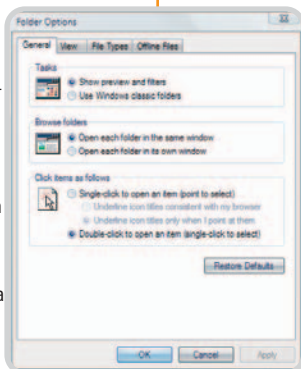 Folder Options
General View File Types Offline Files
Tasks
Show preview and filters
Use Windows classic folders
Browse folders
Open each folder in the same window
Open each folder in its own window
Click items as follows
Single-click to open an item (point to select)
Underline icon titles consistent with my browser
Underline icon titles only when I point at them
Double-click to open an item (single-click to select)
Restore Defaults
OK Cancel Apply